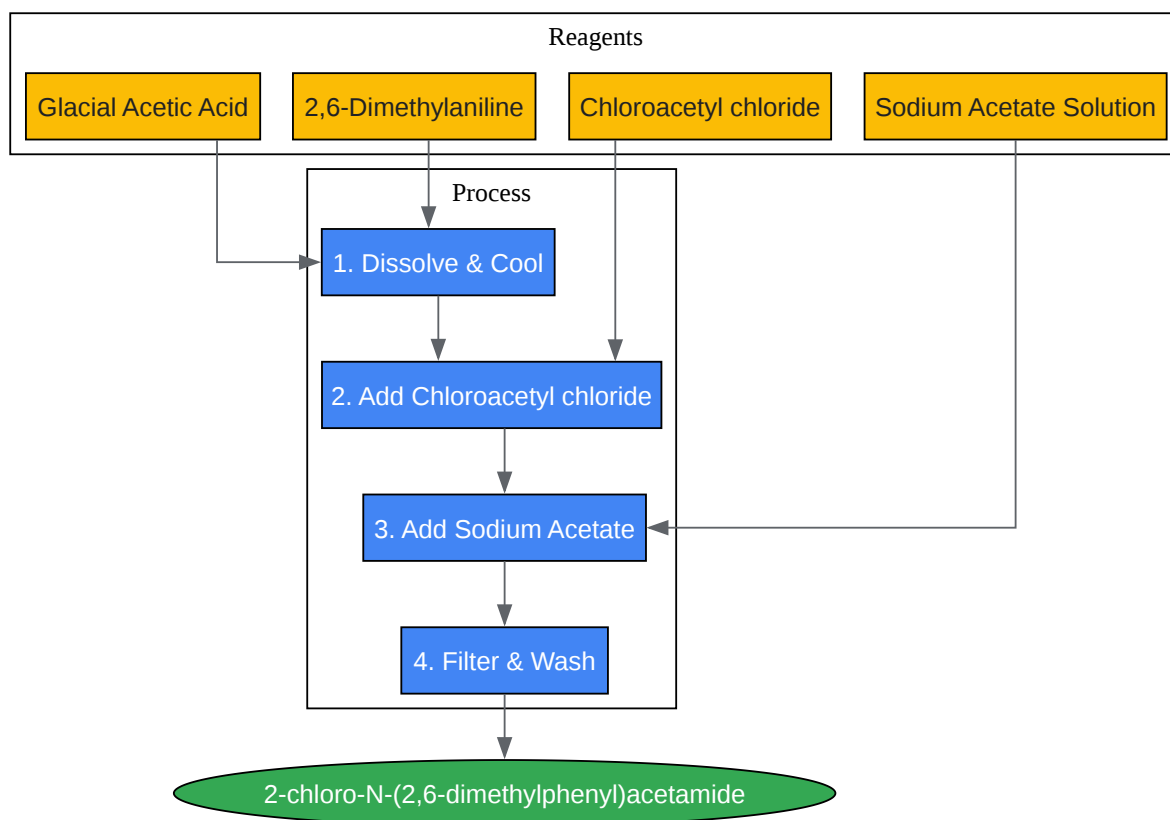 Reagents
Glacial Acetic Acid
2,6-Dimethylaniline
Chloroacetyl chloride
Sodium Acetate Solution
Process
1. Dissolve & Cool
2. Add Chloroacetyl chloride
3. Add Sodium Acetate
4. Filter & Wash
2-chloro-N-(2,6-dimethylphenyl)acetamide